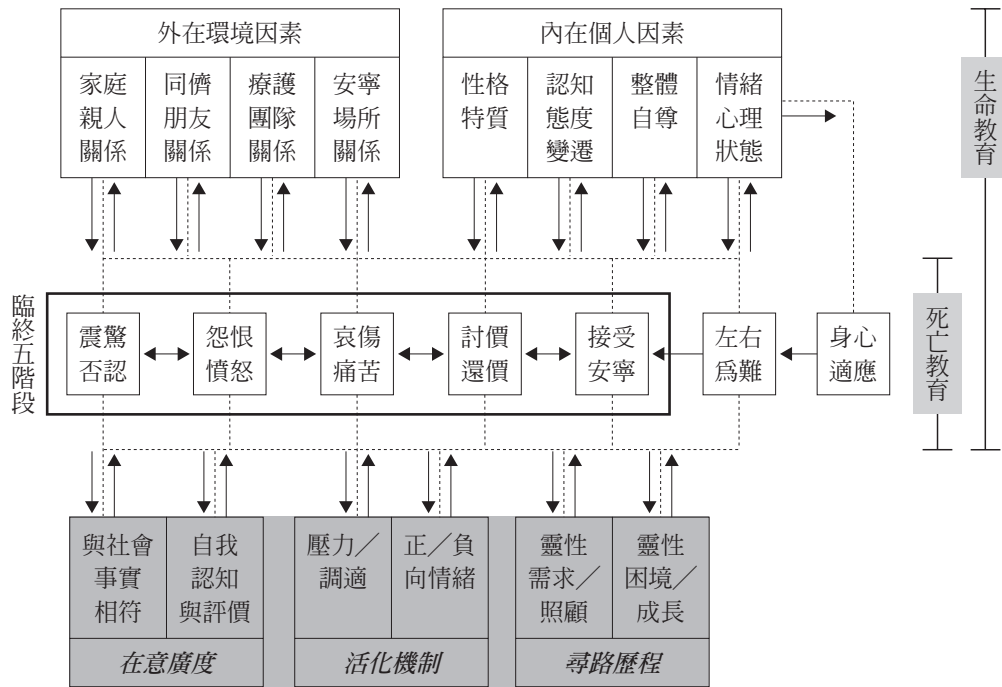 外在環境因素
家庭
親人
關係
同儕
朋友
關係
療護
團隊
關係
安寧
場所
關係
內在個人因素
性格
特質
認知
態度
變遷
整體
自尊
情緒
心理
狀態
生命教育
死亡教育
臨終五階段
震驚
否認
怨恨
憤怒
哀傷
痛苦
討價
還價
接受
安寧
左右
爲難
身心
適應
與社會
事實
相符
自我
認知
與評價
在意廣度
壓力／
調適
正／負
向情緒
活化機制
靈性
需求／
照顧
靈性
困境／
成長
尋路歷程